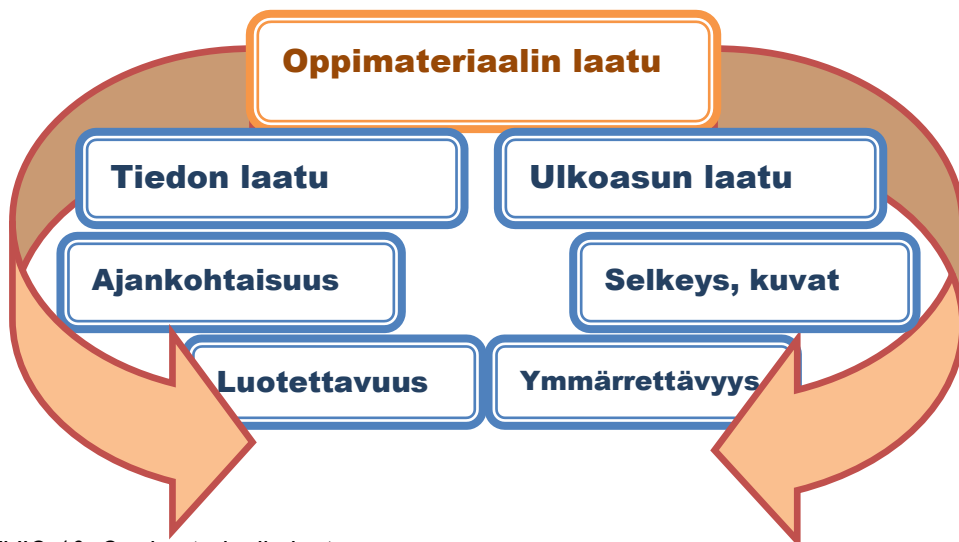 Oppimateriaalin laatu
Tiedon laatu
Ulkoasun laatu
Ajankohtaisuus
Selkeys, kuvat
Luotettavuus
Ymmärrettävyys